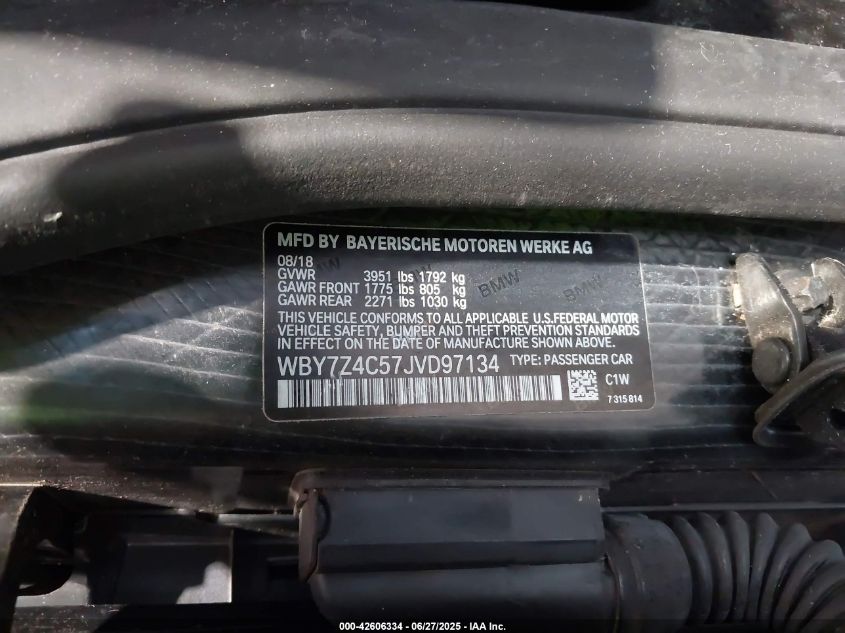 MFD BY BAYERISCHE MOTOREN WERKE AG
08/18
GVWR 3951 lbs 1792 kg
GAWR FRONT 1775 lbs 805 kg
GAWR REAR 2271 lbs 1030 kg
BMW
BMW
THIS VEHICLE CONFORMS TO ALL APPLICABLE U.S.FEDERAL MOTOR
VEHICLE SAFETY, BUMPER AND THEFT PREVENTION STANDARDS
IN EFFECT ON THE DATE OF MANUFACTURE SHOWN ABOVE.
WBY7Z4C57JVD97134 TYPE: PASSENGER CAR
C1W
7 315 814
000-42606334 / 06/27/2025 - IAA Inc.